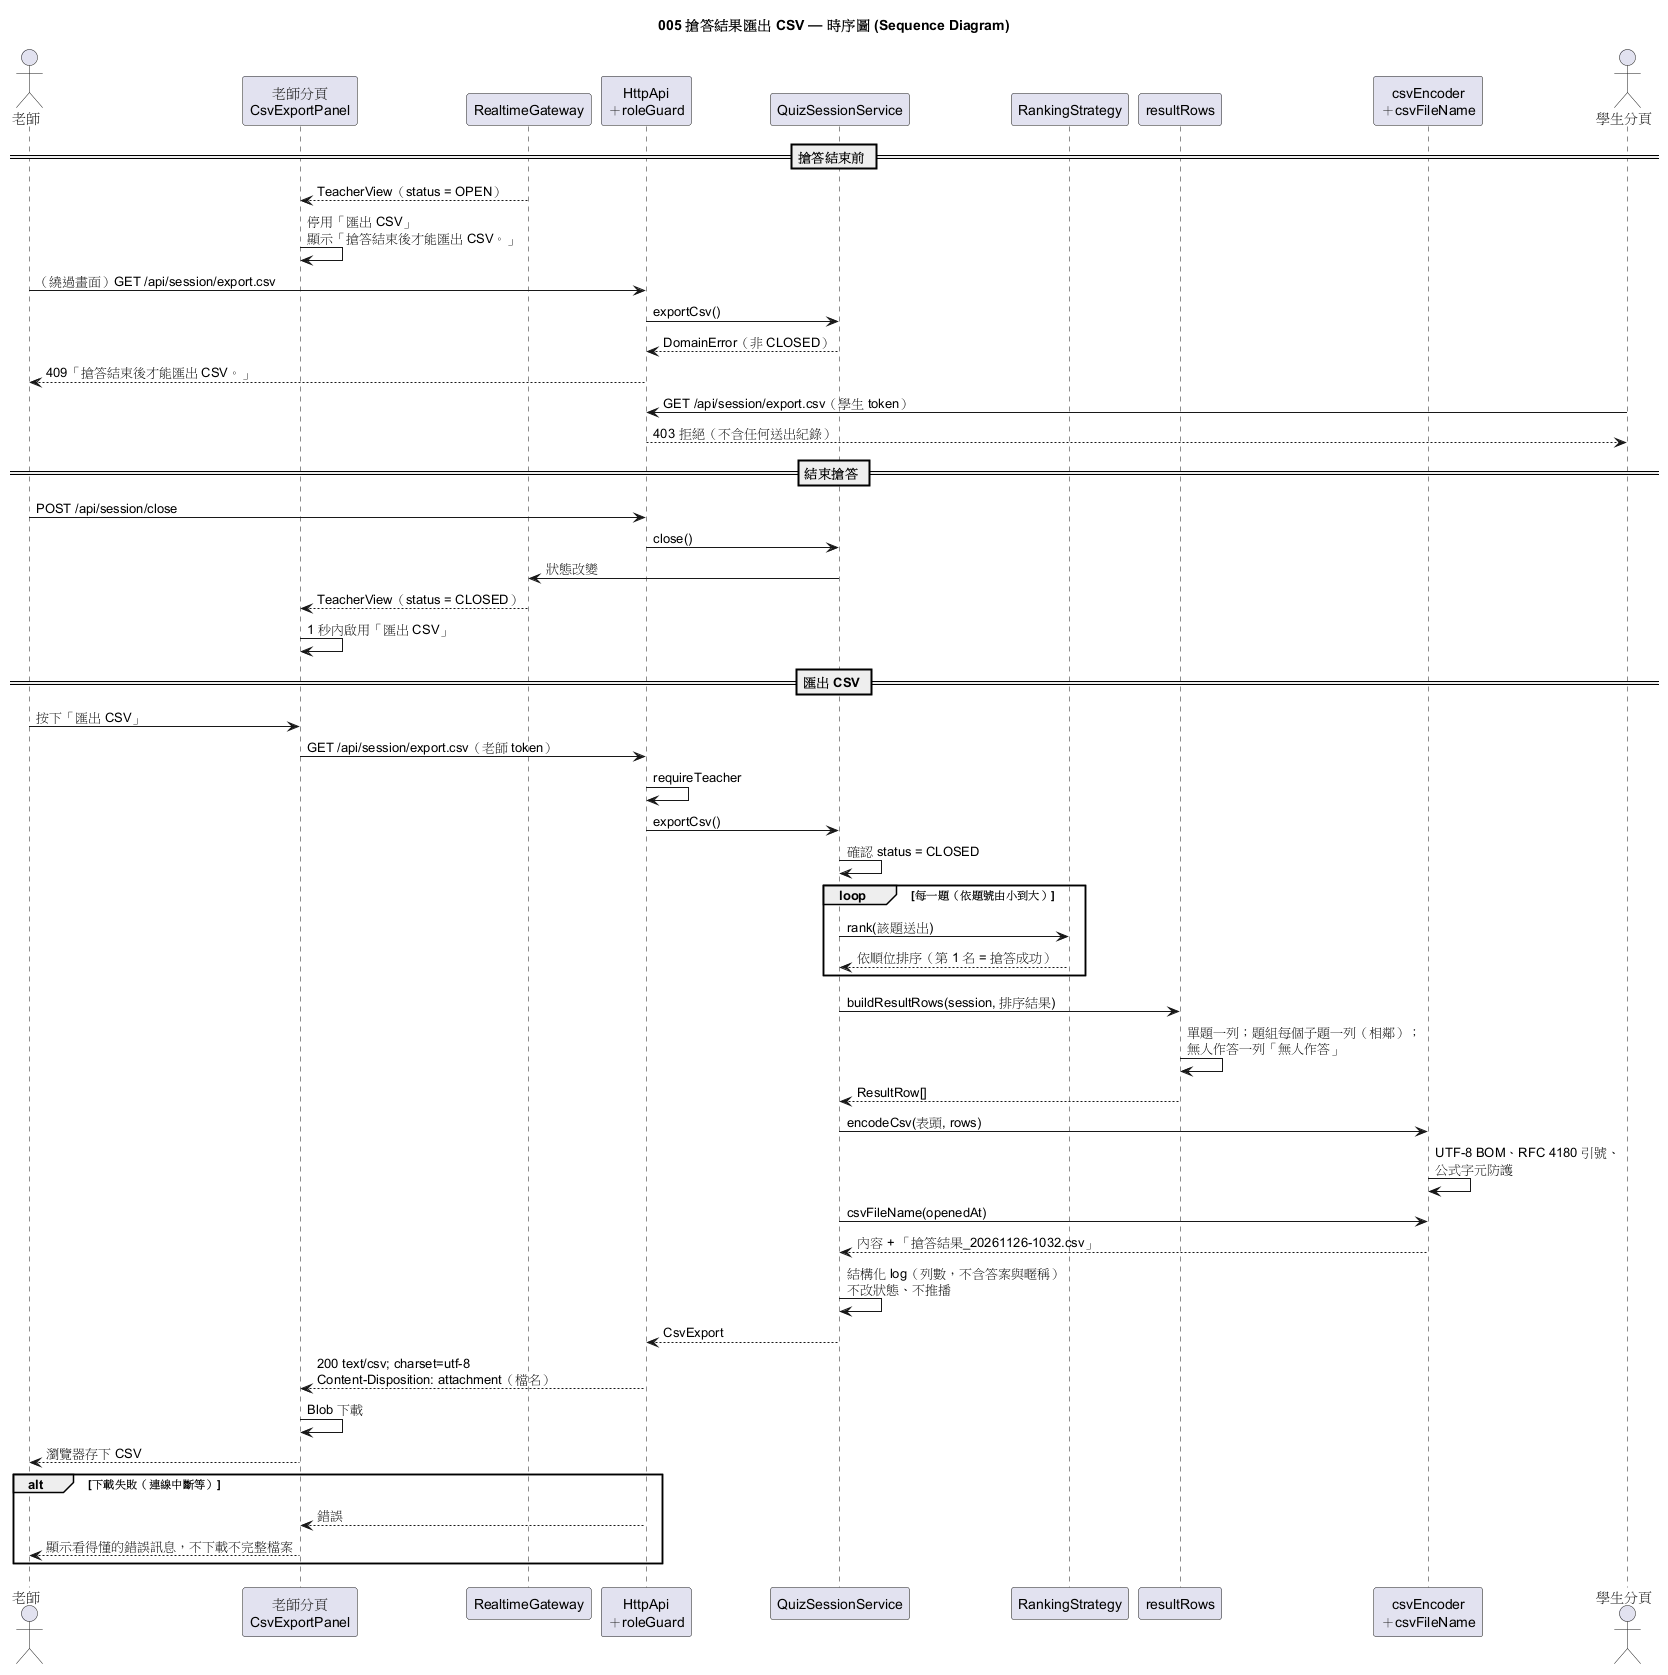 005 搶答結果匯出 CSV — 時序圖 (Sequence Diagram)
老師
老師分頁
CsvExportPanel
RealtimeGateway
HttpApi
＋roleGuard
QuizSessionService
RankingStrategy
resultRows
csvEncoder
＋csvFileName
學生分頁
搶答結束前
TeacherView（status = OPEN）
停用「匯出 CSV」
顯示「搶答結束後才能匯出 CSV。」
（繞過畫面）GET /api/session/export.csv
exportCsv()
DomainError（非 CLOSED）
409「搶答結束後才能匯出 CSV。」
GET /api/session/export.csv（學生 token）
403 拒絕（不含任何送出紀錄）
結束搶答
POST /api/session/close
close()
狀態改變
TeacherView（status = CLOSED）
1 秒內啟用「匯出 CSV」
匯出 CSV
按下「匯出 CSV」
GET /api/session/export.csv（老師 token）
requireTeacher
exportCsv()
確認 status = CLOSED
loop [每一題（依題號由小到大）]
rank(該題送出)
依順位排序（第 1 名 = 搶答成功）
buildResultRows(session, 排序結果)
單題一列；題組每個子題一列（相鄰）；
無人作答一列「無人作答」
ResultRow[]
encodeCsv(表頭, rows)
UTF-8 BOM、RFC 4180 引號、
公式字元防護
csvFileName(openedAt)
內容 + 「搶答結果_20261126-1032.csv」
結構化 log（列數，不含答案與暱稱）
不改狀態、不推播
CsvExport
200 text/csv; charset=utf-8
Content-Disposition: attachment（檔名）
Blob 下載
瀏覽器存下 CSV
alt [下載失敗（連線中斷等）]
錯誤
顯示看得懂的錯誤訊息，不下載不完整檔案
老師
老師分頁
CsvExportPanel
RealtimeGateway
HttpApi
＋roleGuard
QuizSessionService
RankingStrategy
resultRows
csvEncoder
＋csvFileName
學生分頁